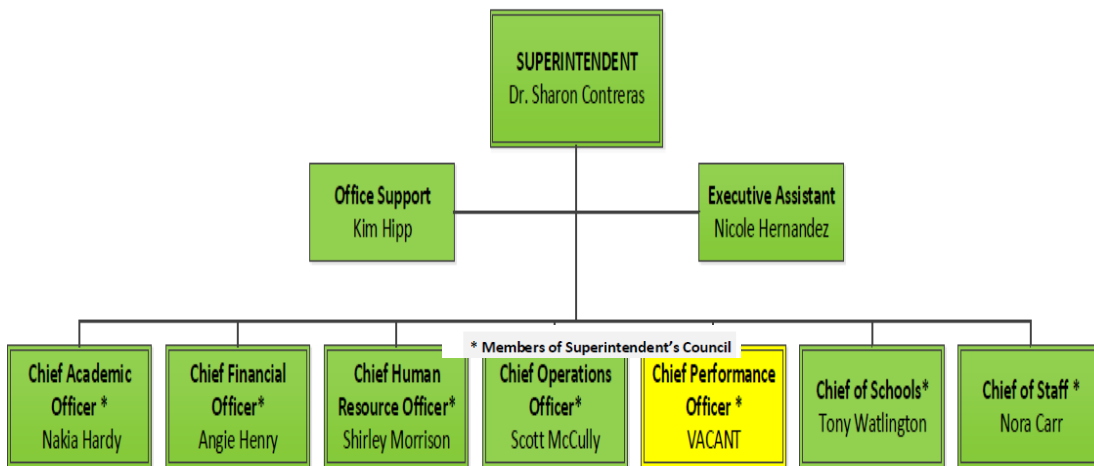 SUPERINTENDENT
Dr. Sharon Contreras
Office Support
Kim Hipp
Executive Assistant
Nicole Hernandez
* Members of Superintendent's Council
Chief Academic
Officer *
Nakia Hardy
Chief Financial
Officer*
Angie Henry
Chief Human
Resource Officer*
Shirley Morrison
Chief Operations
Officer*
Scott McCully
Chief Performance
Officer *
VACANT
Chief of Schools*
Tony Watlington
Chief of Staff *
Nora Carr